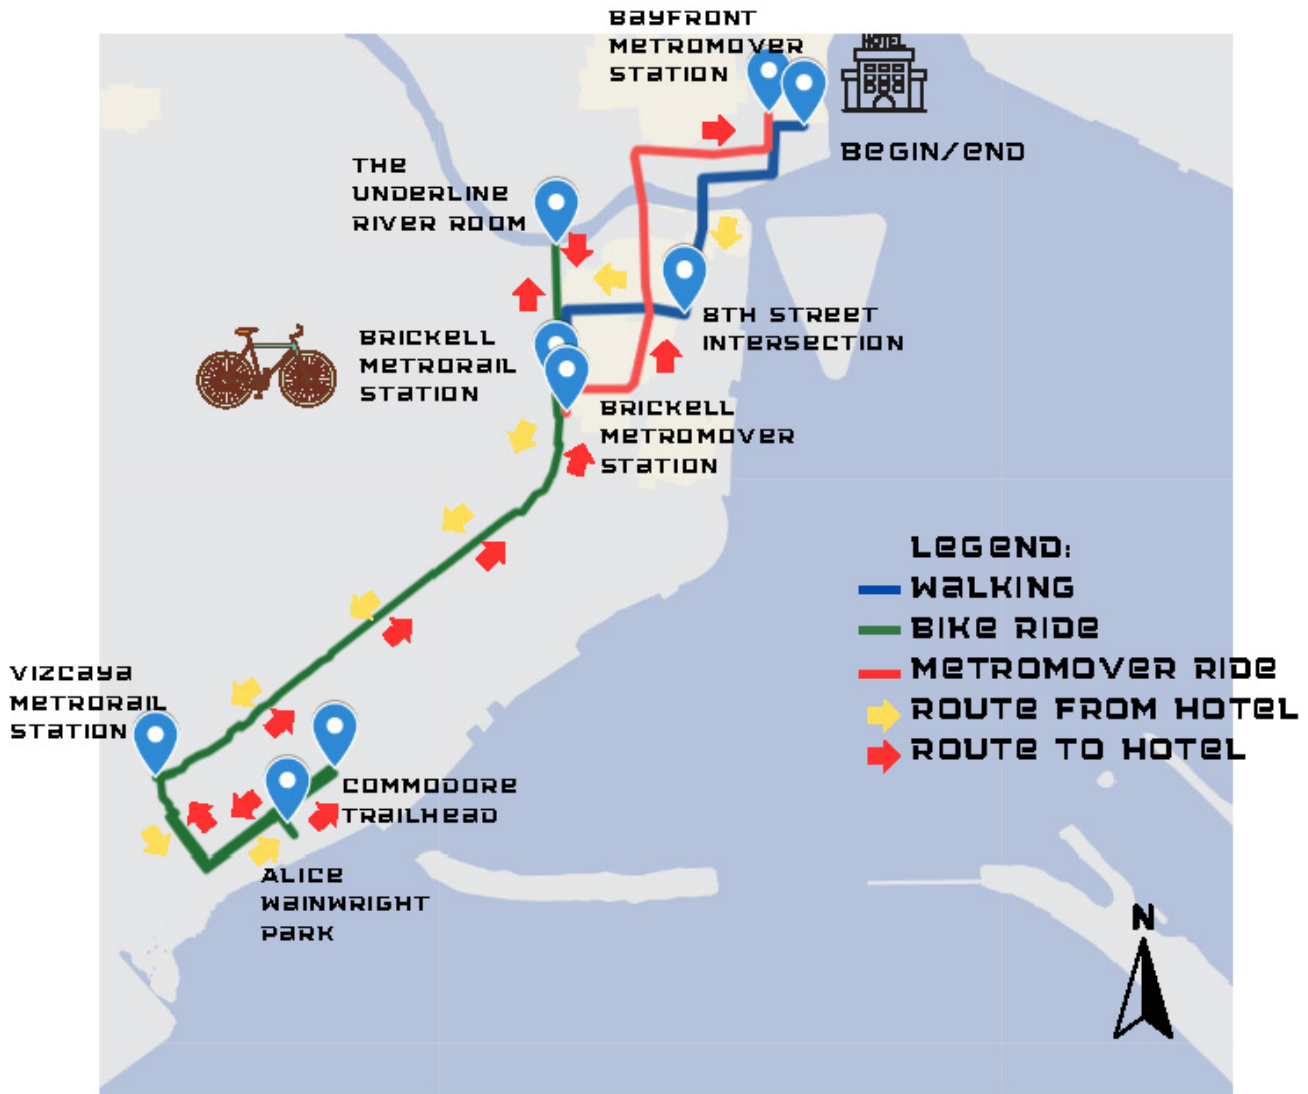 BAYFRONT
METROMOVER
STATION
HOTEL
BEGIN/END
THE
UNDERLINE
RIVER ROOM
8TH STREET
INTERSECTION
BRICKELL
METRORAIL
STATION
BRICKELL
METROMOVER
STATION
LEGEND:
WALKING
BIKE RIDE
METROMOVER RIDE
ROUTE FROM HOTEL
ROUTE TO HOTEL
VIZCAYA
METRORAIL
STATION
COMMODORE
TRAILHEAD
ALICE
WAINWRIGHT
PARK
N